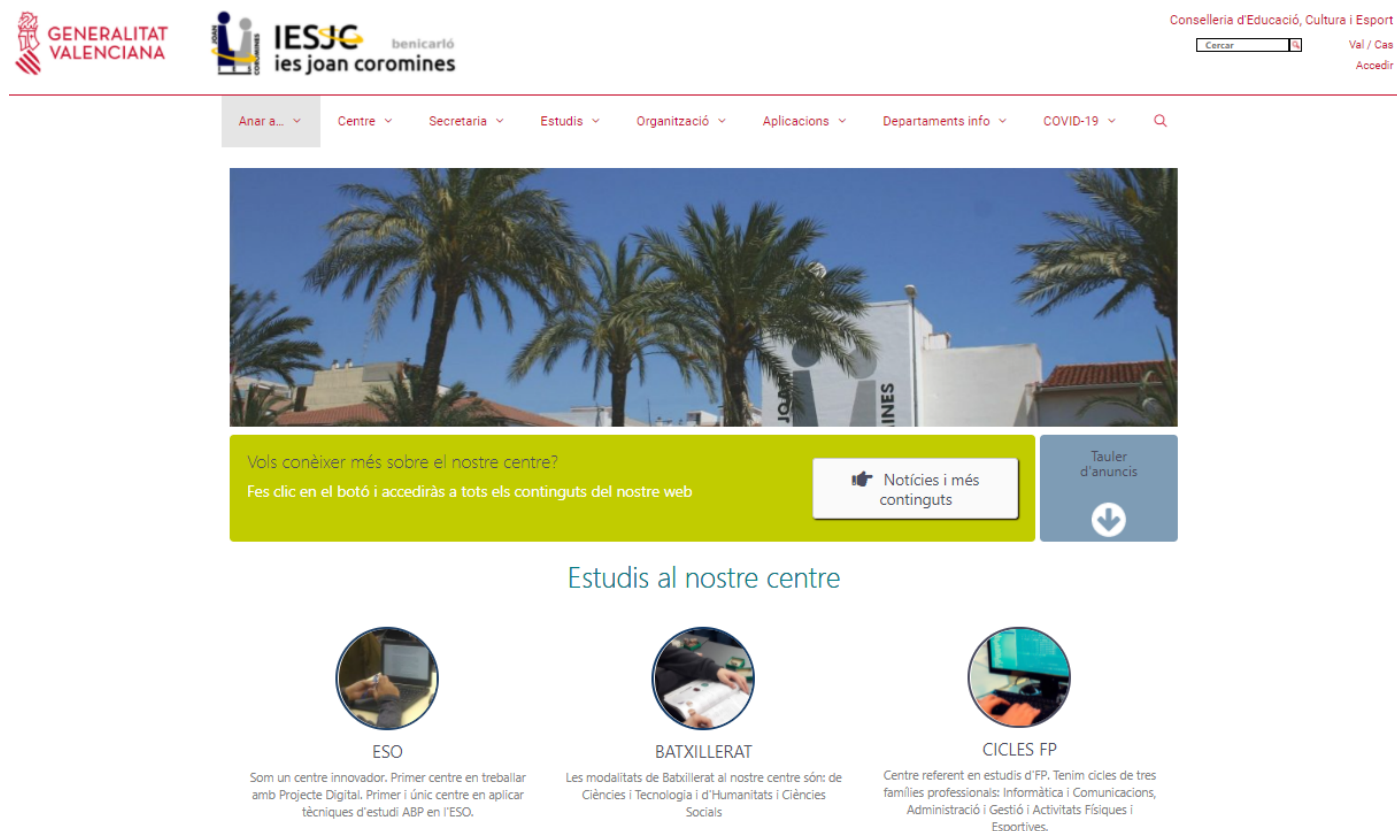 GENERALITAT
VALENCIANA
JOAN
COROMINES
IESJC benicarló
ies joan coromines
Conselleria d'Educació, Cultura i Esport
Cercar
Val / Cas
Accedir
Anar a... Centre Secretaria Estudis Organització Aplicacions Departaments info COVID-19
JOAN
MINES
Vols conèixer més sobre el nostre centre?
Fes clic en el botó i accediràs a tots els continguts del nostre web
Notícies i més
continguts
Tauler
d'anuncis
Estudis al nostre centre
ESO
Som un centre innovador. Primer centre en treballar
amb Projecte Digital. Primer i únic centre en aplicar
tècniques d'estudi ABP en l'ESO.
BATXILLERAT
Les modalitats de Batxillerat al nostre centre són: de
Ciències i Tecnologia i d'Humanitats i Ciències
Socials
CICLES FP
Centre referent en estudis d'FP. Tenim cicles de tres
famílies professionals: Informàtica i Comunicacions,
Administració i Gestió i Activitats Físiques i
Esportives.